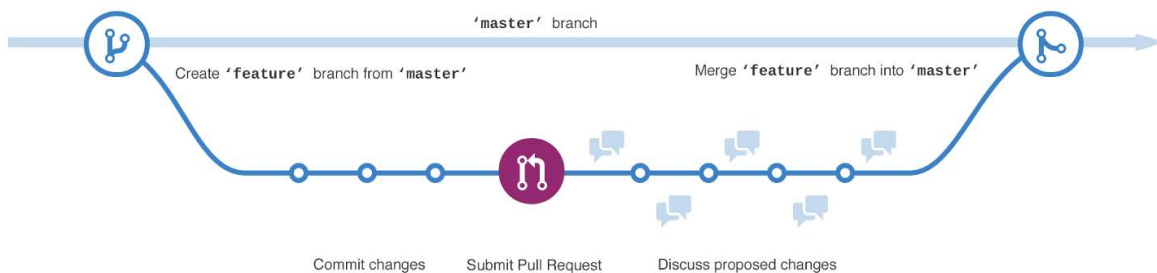 ‘master’ branch
Create ‘feature’ branch from ‘master’
Merge ‘feature’ branch into ‘master’
Commit changes
Submit Pull Request
Discuss proposed changes